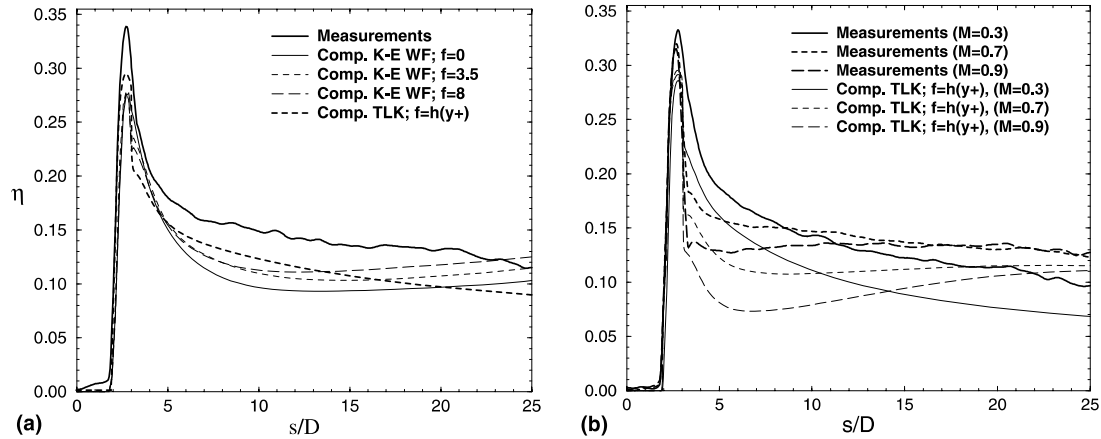 0.35
0.30
0.25
0.20
0.15
0.10
0.05
0.00
η
Measurements
Comp. K-E WF; f=0
Comp. K-E WF; f=3.5
Comp. K-E WF; f=8
Comp. TLK; f=h(y+)
0 5 10 15 20 25
(a)
s/D
0.35
0.30
0.25
0.20
0.15
0.10
0.05
0.00
Measurements (M=0.3)
Measurements (M=0.7)
Measurements (M=0.9)
Comp. TLK; f=h(y+), (M=0.3)
Comp. TLK; f=h(y+), (M=0.7)
Comp. TLK; f=h(y+), (M=0.9)
0 5 10 15 20 25
(b)
s/D